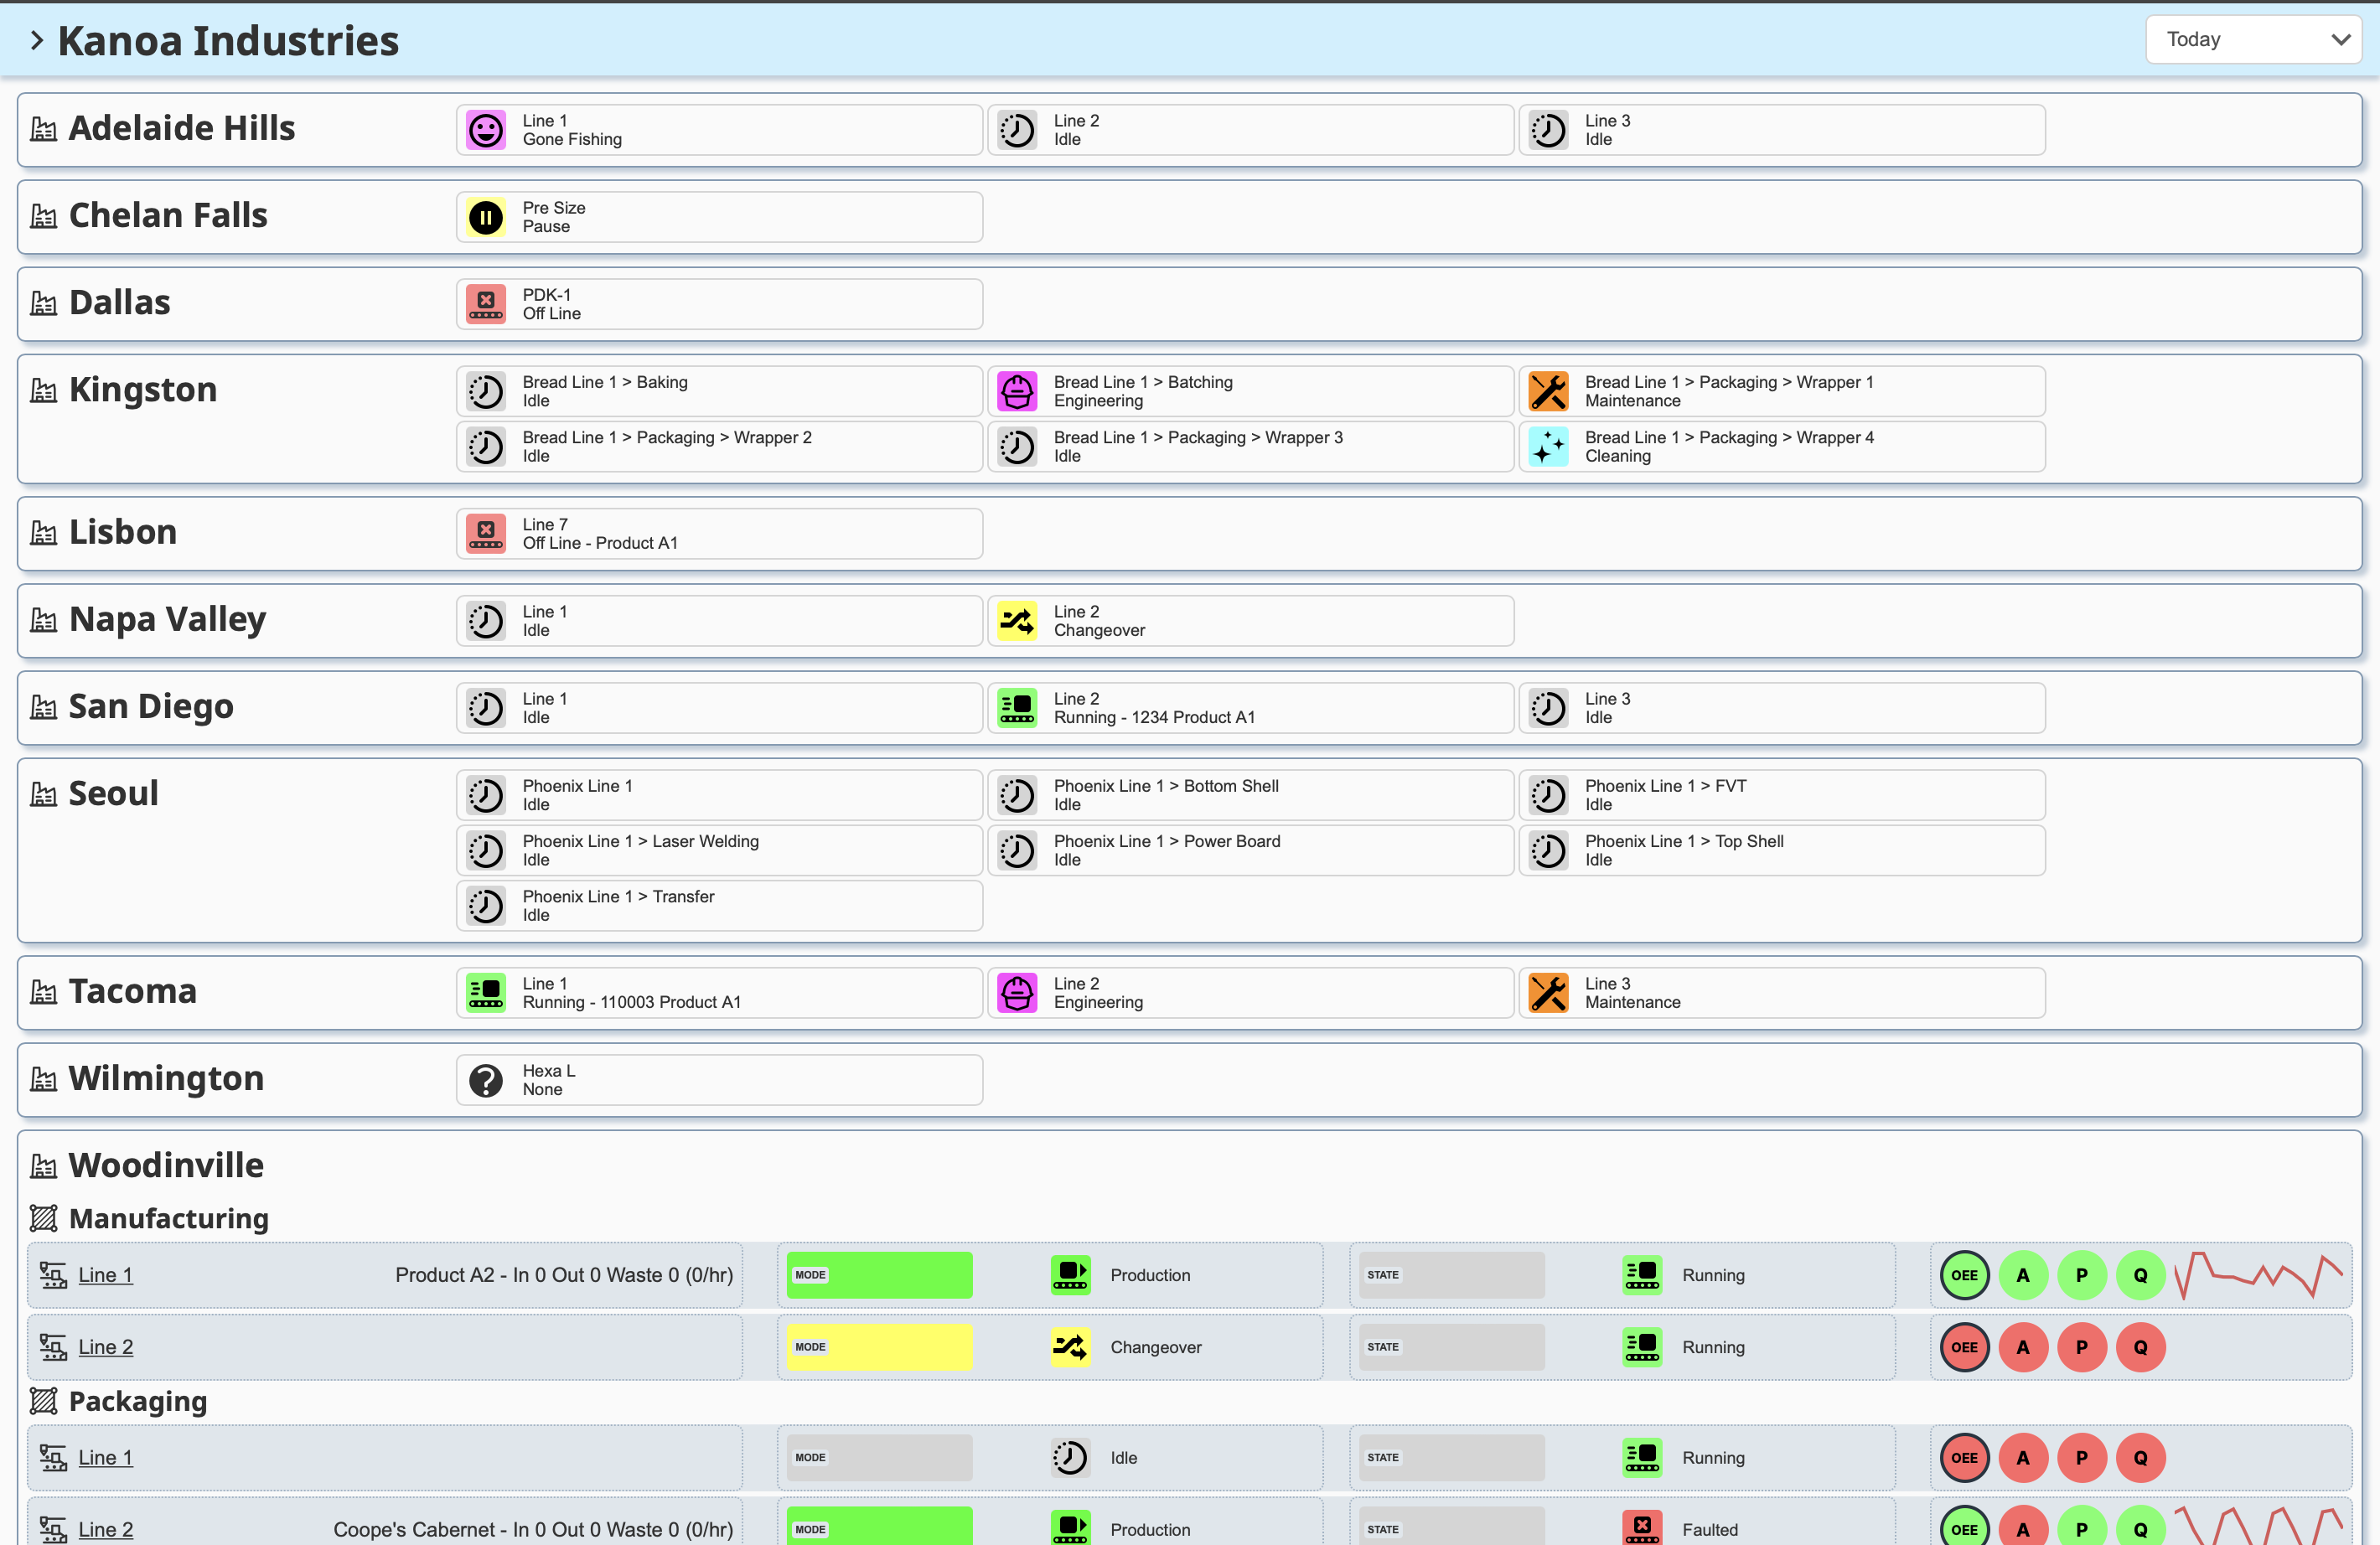 Kanoa Industries
Today
Adelaide Hills
Line 1
Gone Fishing
Line 2
Idle
Line 3
Idle
Chelan Falls
Pre Size
Pause
Dallas
PDK-1
Off Line
Kingston
Bread Line 1 > Baking
Idle
Bread Line 1 > Batching
Engineering
Bread Line 1 > Packaging > Wrapper 1
Maintenance
Bread Line 1 > Packaging > Wrapper 2
Idle
Bread Line 1 > Packaging > Wrapper 3
Idle
Bread Line 1 > Packaging > Wrapper 4
Cleaning
Lisbon
Line 7
Off Line - Product A1
Napa Valley
Line 1
Idle
Line 2
Changeover
San Diego
Line 1
Idle
Line 2
Running - 1234 Product A1
Line 3
Idle
Seoul
Phoenix Line 1
Idle
Phoenix Line 1 > Bottom Shell
Idle
Phoenix Line 1 > FVT
Idle
Phoenix Line 1 > Laser Welding
Idle
Phoenix Line 1 > Power Board
Idle
Phoenix Line 1 > Top Shell
Idle
Phoenix Line 1 > Transfer
Idle
Tacoma
Line 1
Running - 110003 Product A1
Line 2
Engineering
Line 3
Maintenance
Wilmington
Hexa L
None
Woodinville
Manufacturing
Line 1 Product A2 - In 0 Out 0 Waste 0 (0/hr) MODE Production STATE Running OEE A P Q
Line 2 MODE Changeover STATE Running OEE A P Q
Packaging
Line 1 MODE Idle STATE Running OEE A P Q
Line 2 Coope's Cabernet - In 0 Out 0 Waste 0 (0/hr) MODE Production STATE Faulted OEE A P Q